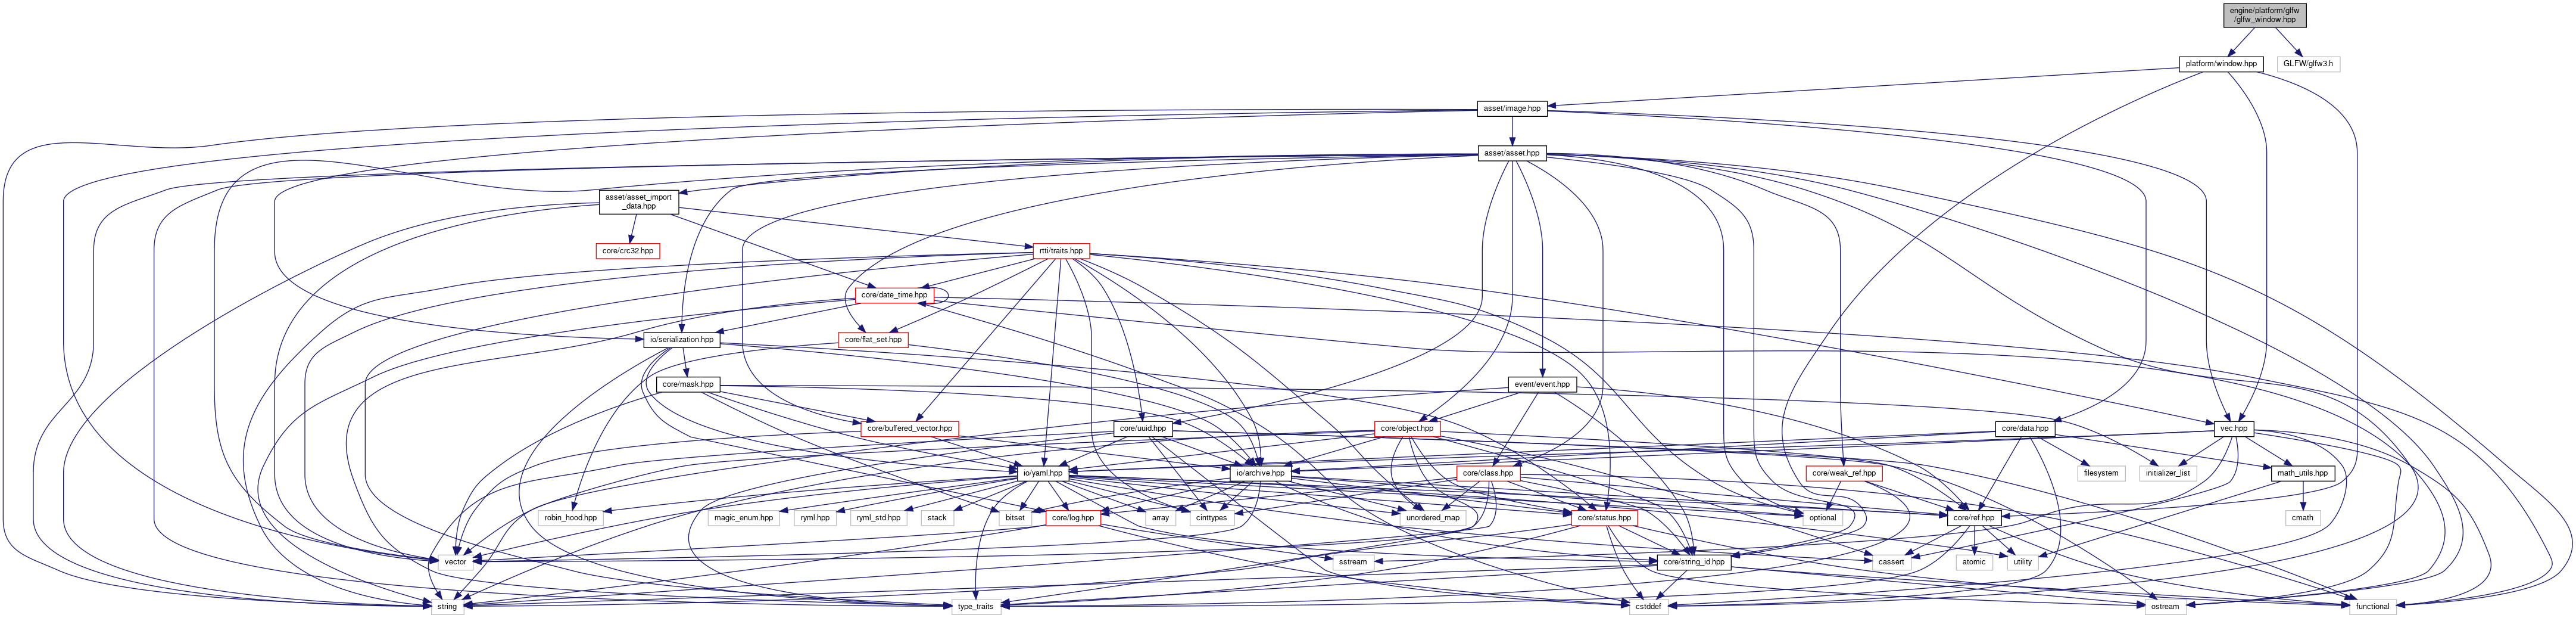 engine/platform/glfw
/glfw_window.hpp
platform/window.hpp
GLFW/glfw3.h
asset/image.hpp
asset/asset.hpp
asset/asset_import
_data.hpp
core/crc32.hpp
rtti/traits.hpp
core/date_time.hpp
io/serialization.hpp
core/flat_set.hpp
core/mask.hpp
event/event.hpp
core/buffered_vector.hpp
core/uuid.hpp
core/object.hpp
core/data.hpp
vec.hpp
io/yaml.hpp
io/archive.hpp
core/class.hpp
core/weak_ref.hpp
filesystem
initializer_list
math_utils.hpp
robin_hood.hpp
magic_enum.hpp
ryml.hpp
ryml_std.hpp
stack
bitset
core/log.hpp
array
cinttypes
unordered_map
core/status.hpp
optional
core/ref.hpp
cmath
vector
sstream
core/string_id.hpp
cassert
atomic
utility
string
type_traits
cstddef
ostream
functional